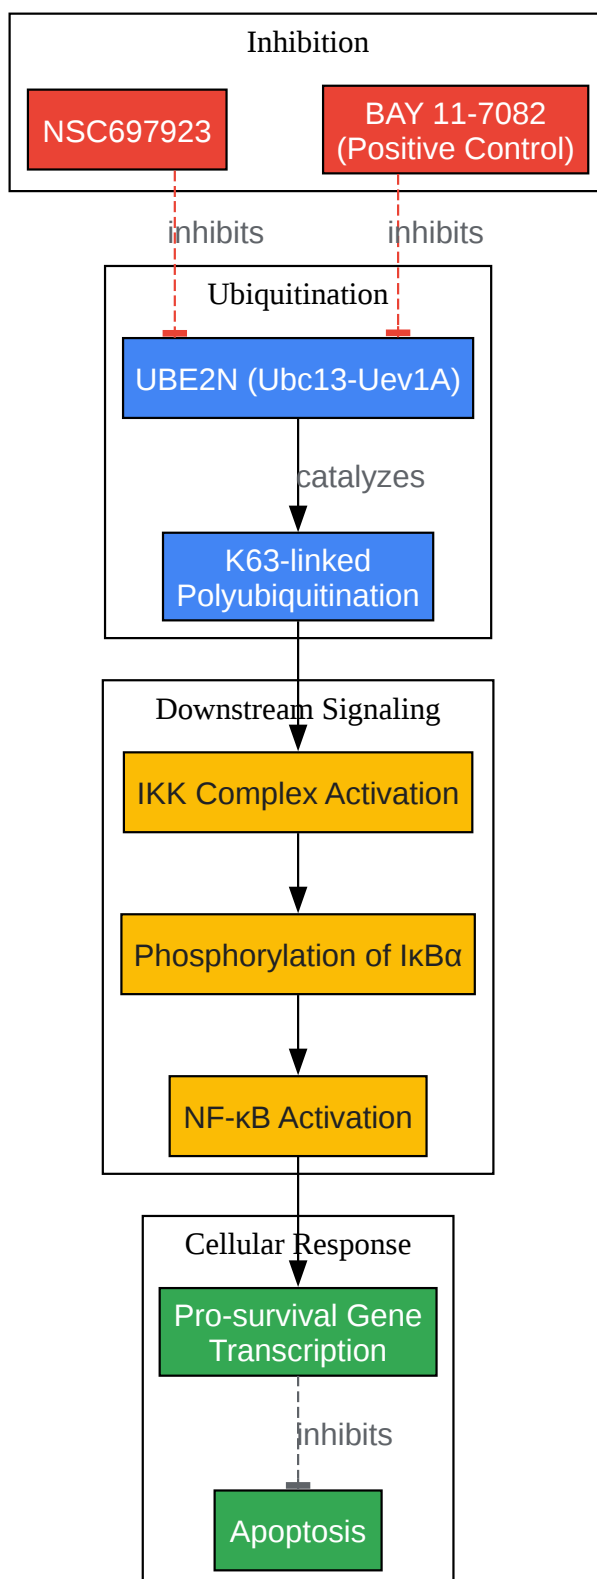 Inhibition
NSC697923
BAY 11-7082
(Positive Control)
inhibits
inhibits
Ubiquitination
UBE2N (Ubc13-Uev1A)
catalyzes
K63-linked
Polyubiquitination
Downstream Signaling
IKK Complex Activation
Phosphorylation of IκBα
NF-κB Activation
Cellular Response
Pro-survival Gene
Transcription
inhibits
Apoptosis